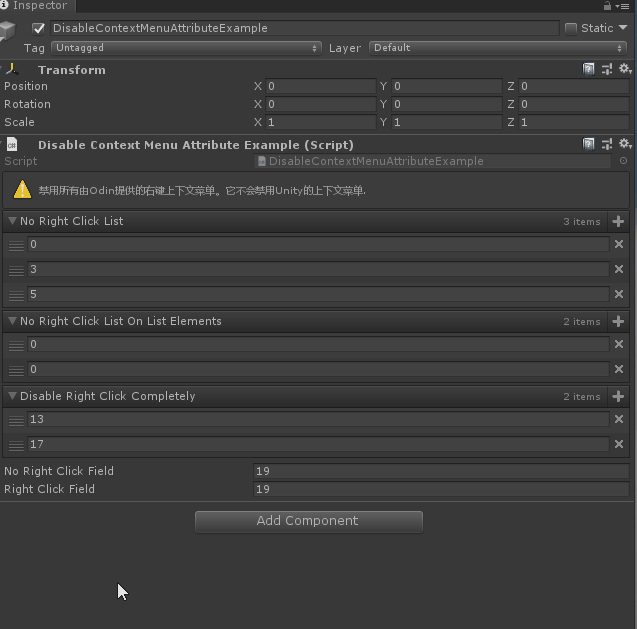 Inspector
DisableContextMenuAttributeExample Static
Tag Untagged Layer Default
Transform
Position X 0 Y 0 Z 0
Rotation X 0 Y 0 Z 0
Scale X 1 Y 1 Z 1
Disable Context Menu Attribute Example (Script)
Script DisableContextMenuAttributeExample
禁用所有由Odin提供的右键上下文菜单。它不会禁用Unity的上下文菜单.
No Right Click List 3 items
0
3
5
No Right Click List On List Elements 2 items
0
0
Disable Right Click Completely 2 items
13
17
No Right Click Field 19
Right Click Field 19
Add Component